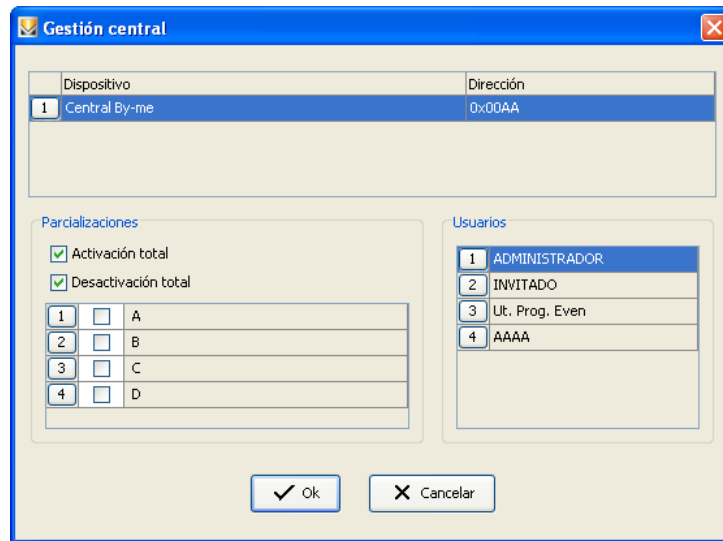 Gestión central
Dispositivo Dirección
1 Central By-me 0x00AA
Parcializaciones
Activación total
Desactivación total
1 A
2 B
3 C
4 D
Usuarios
1 ADMINISTRADOR
2 INVITADO
3 Ut. Prog. Even
4 AAAA
Ok Cancelar